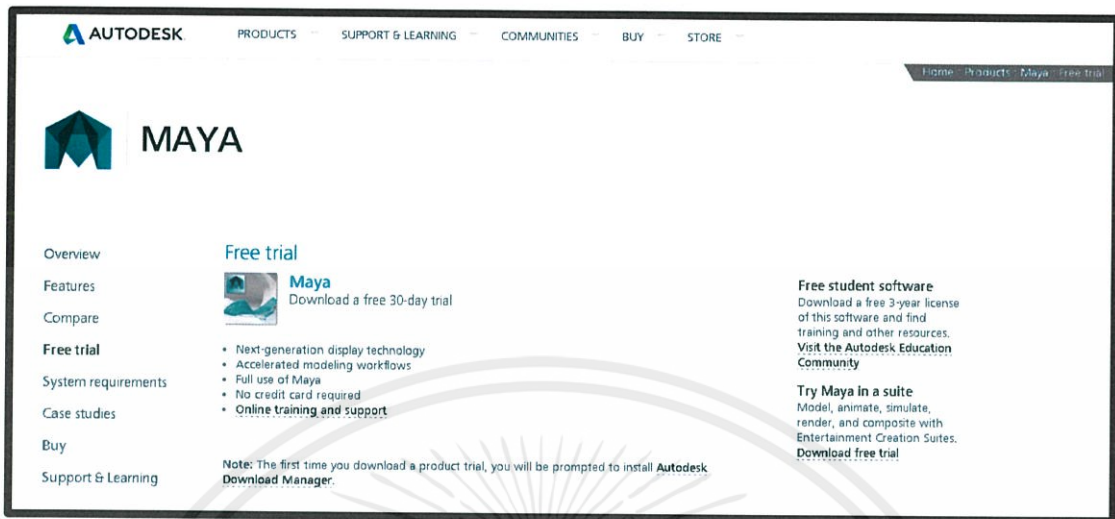 AUTODESK
PRODUCTS SUPPORT & LEARNING COMMUNITIES BUY STORE
Home : Products : Maya : Free trial
MAYA
Overview
Features
Compare
Free trial
System requirements
Case studies
Buy
Support & Learning
Free trial
Maya
Download a free 30-day trial
• Next-generation display technology
• Accelerated modeling workflows
• Full use of Maya
• No credit card required
• Online training and support
Note: The first time you download a product trial, you will be prompted to install Autodesk
Download Manager.
Free student software
Download a free 3-year license
of this software and find
training and other resources.
Visit the Autodesk Education
Community
Try Maya in a suite
Model, animate, simulate,
render, and composite with
Entertainment Creation Suites.
Download free trial